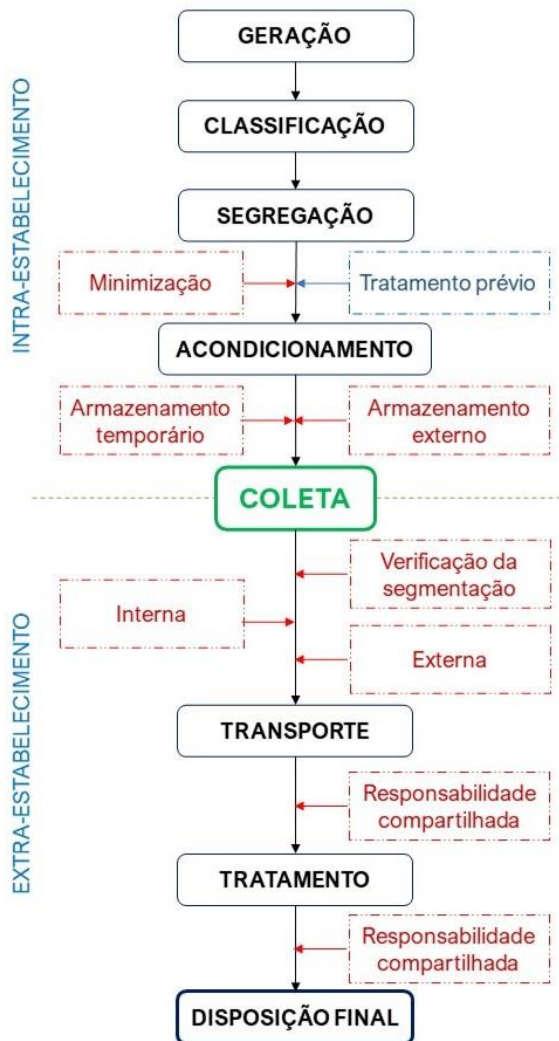 GERAÇÃO
CLASSIFICAÇÃO
SEGREGAÇÃO
INTRA-ESTABELECIMENTO
Minimização
Tratamento prévio
ACONDICIONAMENTO
Armazenamento
temporário
Armazenamento
externo
COLETA
Verificação da
segmentação
Interna
Externa
EXTRA-ESTABELECIMENTO
TRANSPORTE
Responsabilidade
compartilhada
TRATAMENTO
Responsabilidade
compartilhada
DISPOSIÇÃO FINAL